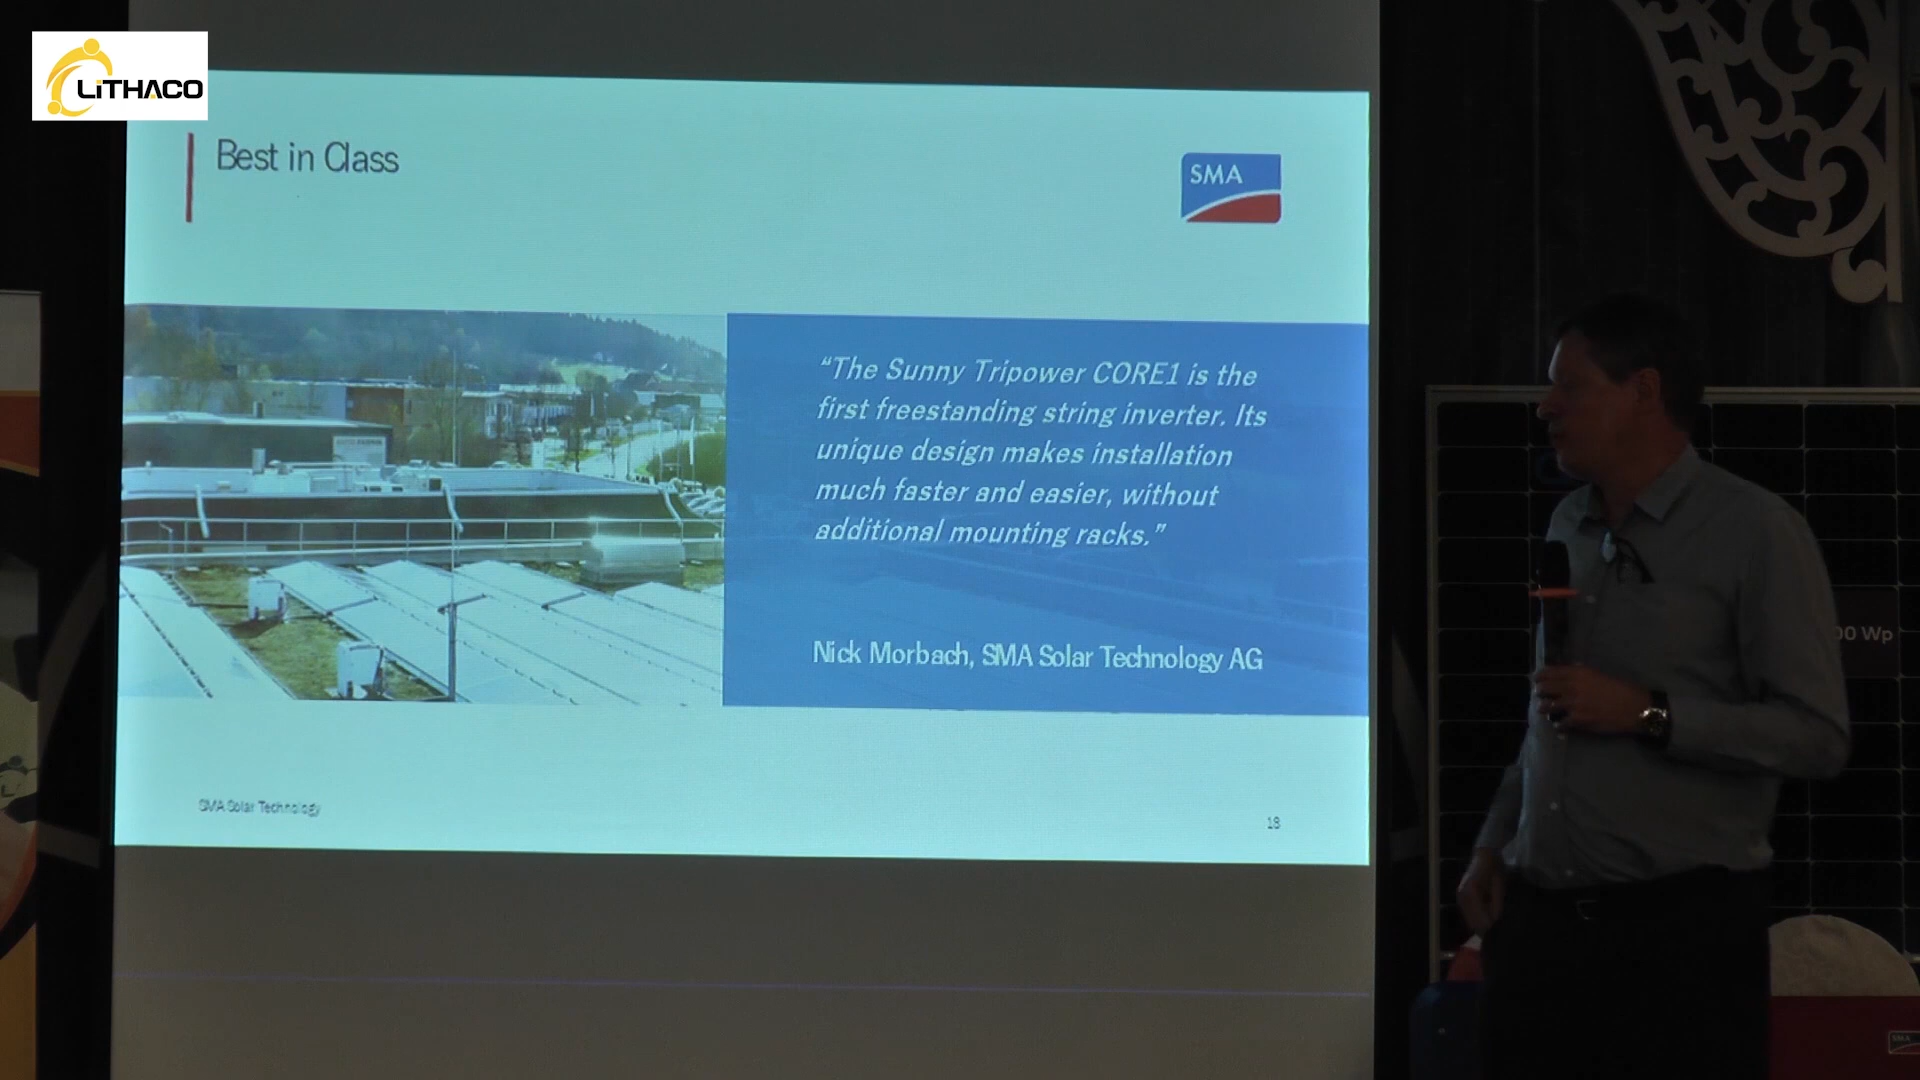 LiTHACO
Best in Class
SMA
“The Sunny Tripower CORE1 is the
first freestanding string inverter. Its
unique design makes installation
much faster and easier, without
additional mounting racks.”
Nick Morbach, SMA Solar Technology AG
SMA Solar Technology
18
00 Wp
SMA